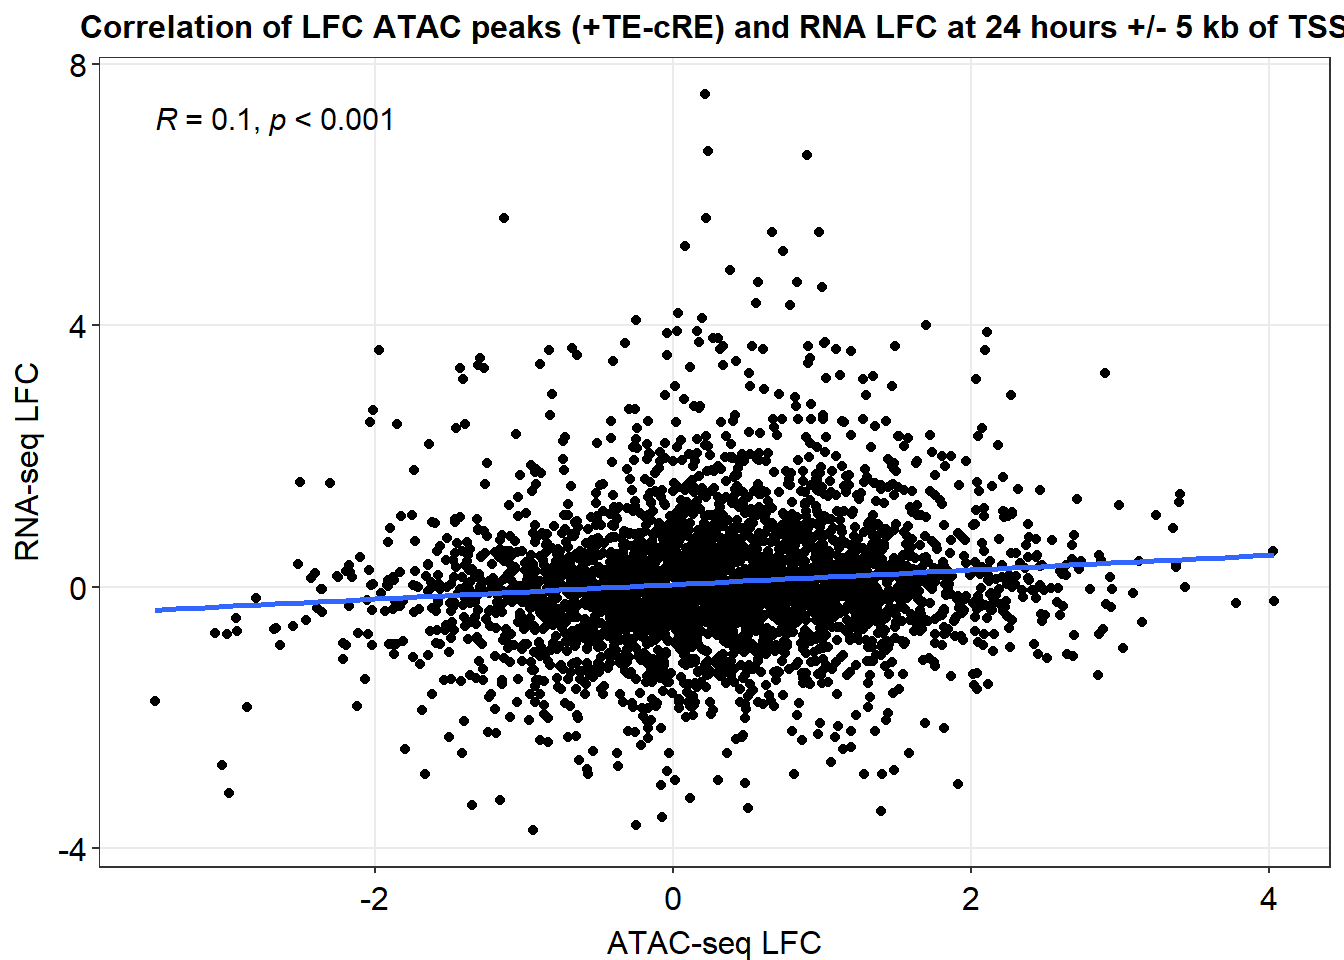 Correlation of LFC ATAC peaks (+TE-cRE) and RNA LFC at 24 hours +/- 5 kb of TSS
R = 0.1, p < 0.001
8
4
0
-4
RNA-seq LFC
-2 0 2 4
ATAC-seq LFC